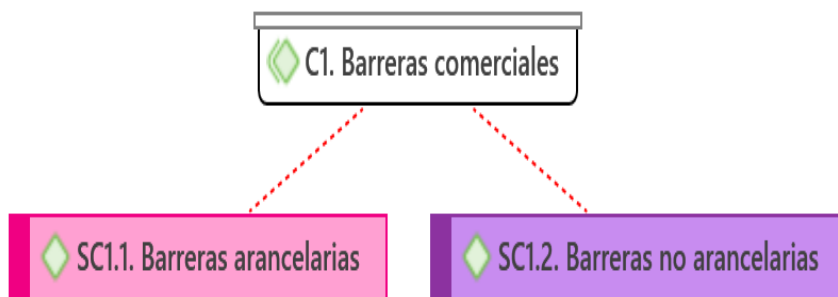 C1. Barreras comerciales
SC1.1. Barreras arancelarias
SC1.2. Barreras no arancelarias